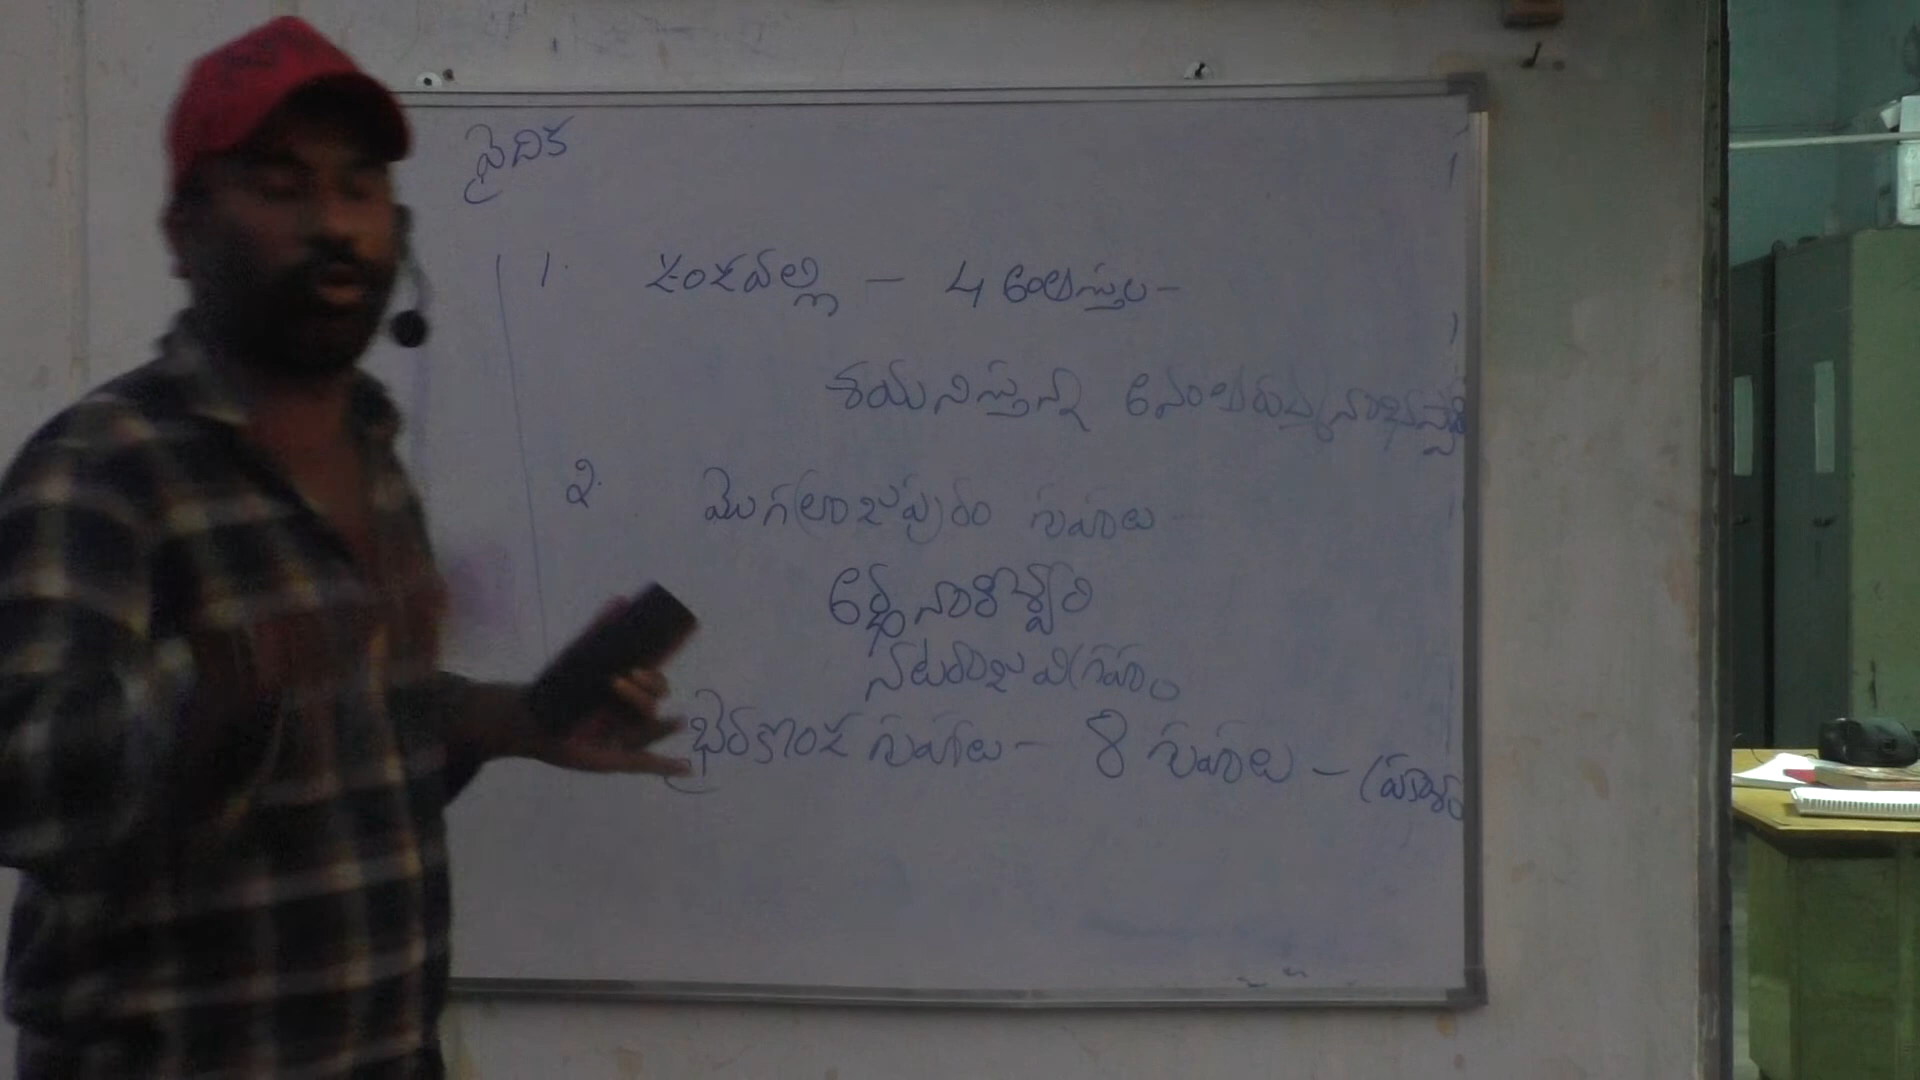 వైదిక
1. ఉండవల్లి - 4 అంతస్తుల -
శయనిస్తున్న అనంతపద్మనాభస్వామి
2. మొగల్రాజపురం గుహలు
అర్ధనారీశ్వర
నటరాజు విగ్రహం
భైరవకొండ గుహలు - 8 గుహలు - ప్రకాశం